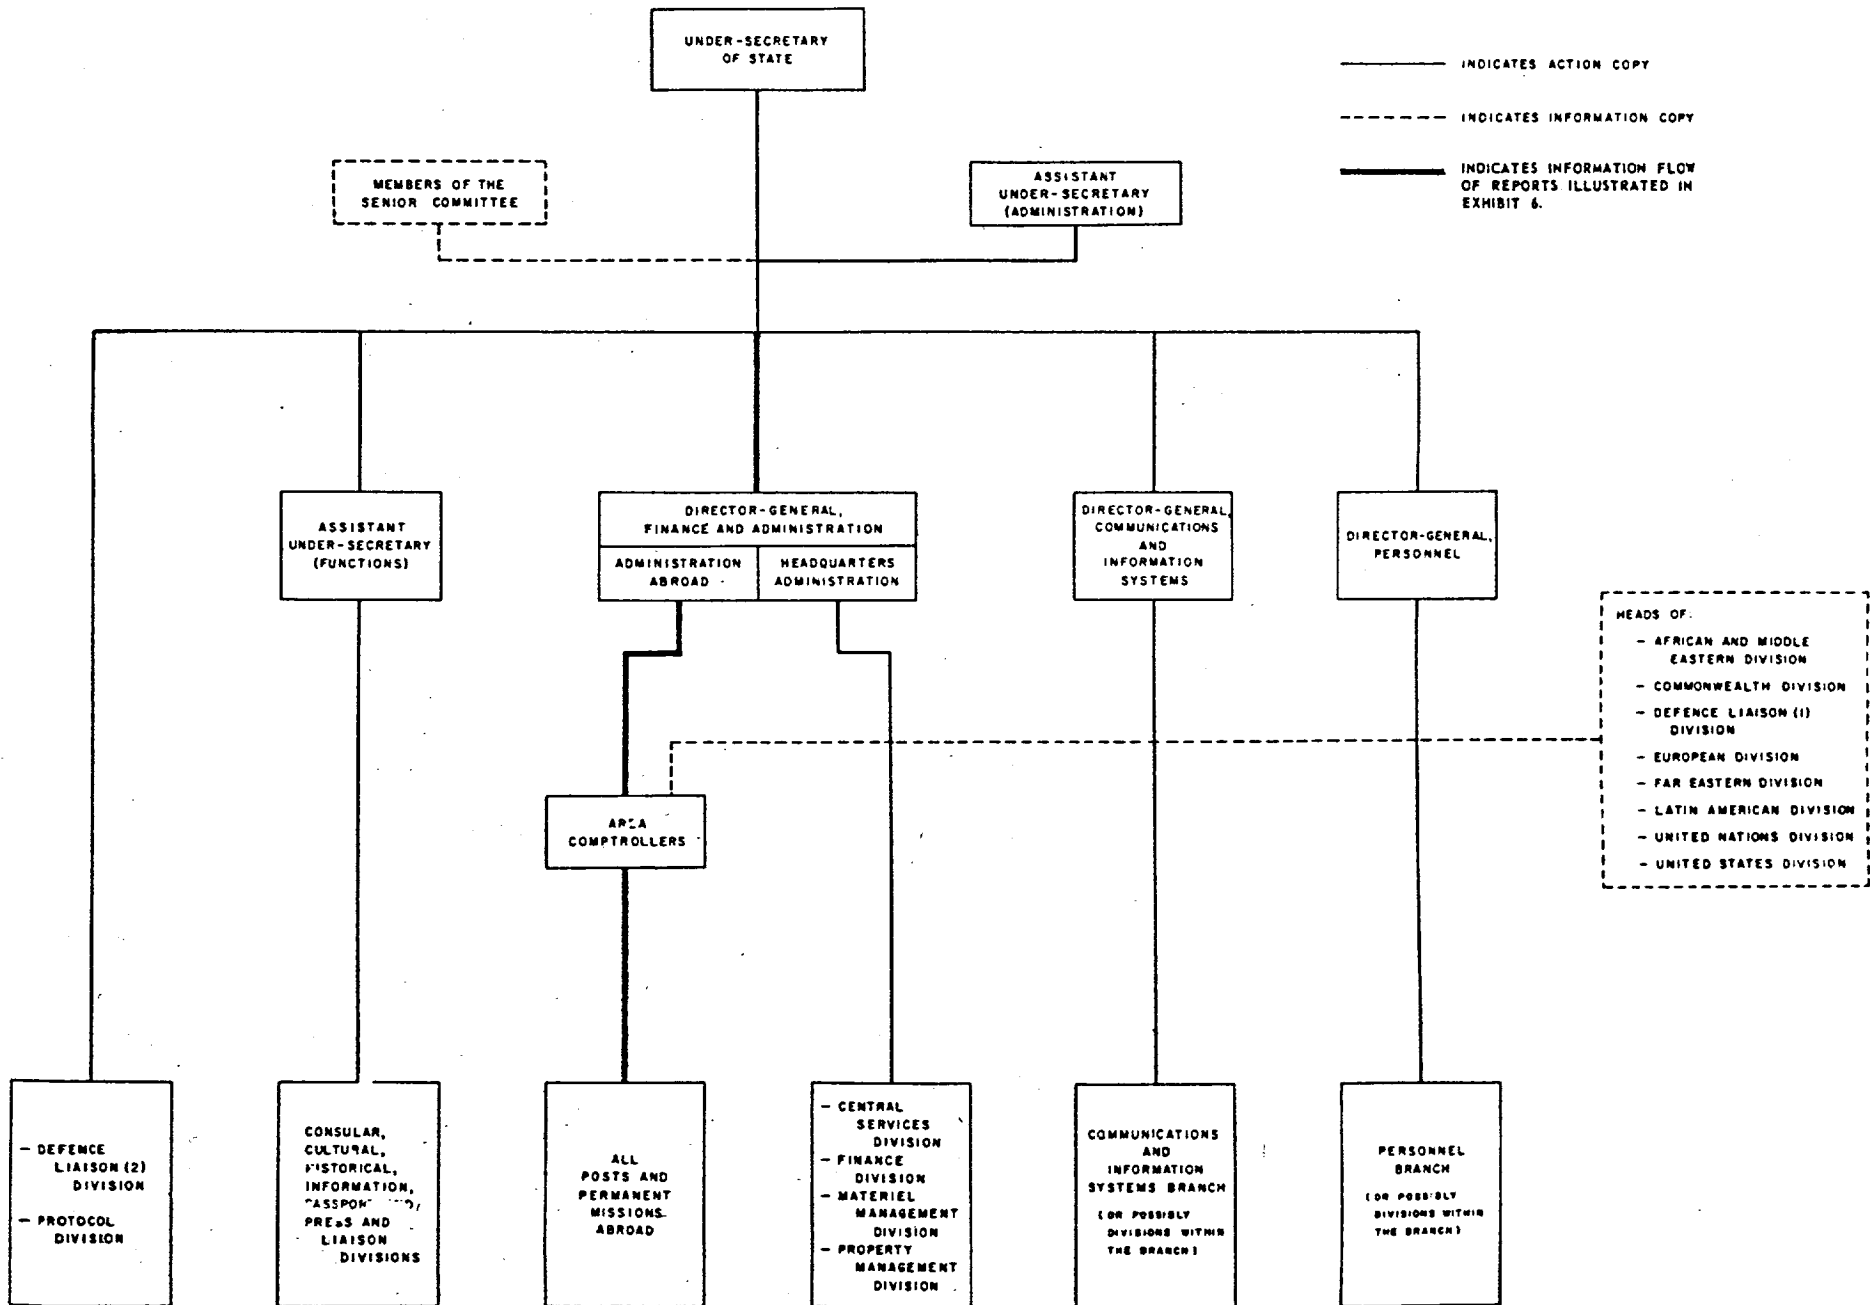 UNDER-SECRETARY
OF STATE
INDICATES ACTION COPY
INDICATES INFORMATION COPY
INDICATES INFORMATION FLOW
OF REPORTS ILLUSTRATED IN
EXHIBIT 6.
MEMBERS OF THE
SENIOR COMMITTEE
ASSISTANT
UNDER-SECRETARY
(ADMINISTRATION)
ASSISTANT
UNDER-SECRETARY
(FUNCTIONS)
DIRECTOR-GENERAL,
FINANCE AND ADMINISTRATION
ADMINISTRATION
ABROAD
HEADQUARTERS
ADMINISTRATION
DIRECTOR-GENERAL,
COMMUNICATIONS
AND
INFORMATION
SYSTEMS
DIRECTOR-GENERAL,
PERSONNEL
HEADS OF:
- AFRICAN AND MIDDLE
EASTERN DIVISION
- COMMONWEALTH DIVISION
- DEFENCE LIAISON (1)
DIVISION
- EUROPEAN DIVISION
- FAR EASTERN DIVISION
- LATIN AMERICAN DIVISION
- UNITED NATIONS DIVISION
- UNITED STATES DIVISION
AREA
COMPTROLLERS
- DEFENCE
LIAISON (2)
DIVISION
- PROTOCOL
DIVISION
CONSULAR,
CULTURAL,
HISTORICAL,
INFORMATION,
PRESS AND
LIAISON
DIVISIONS
ALL
POSTS AND
PERMANENT
MISSIONS
ABROAD
- CENTRAL
SERVICES
DIVISION
- FINANCE
DIVISION
- MATERIEL
MANAGEMENT
DIVISION
- PROPERTY
MANAGEMENT
DIVISION
COMMUNICATIONS
AND
INFORMATION
SYSTEMS BRANCH
(OR POSSIBLY
DIVISIONS WITHIN
THE BRANCH)
PERSONNEL
BRANCH
(OR POSSIBLY
DIVISIONS WITHIN
THE BRANCH)